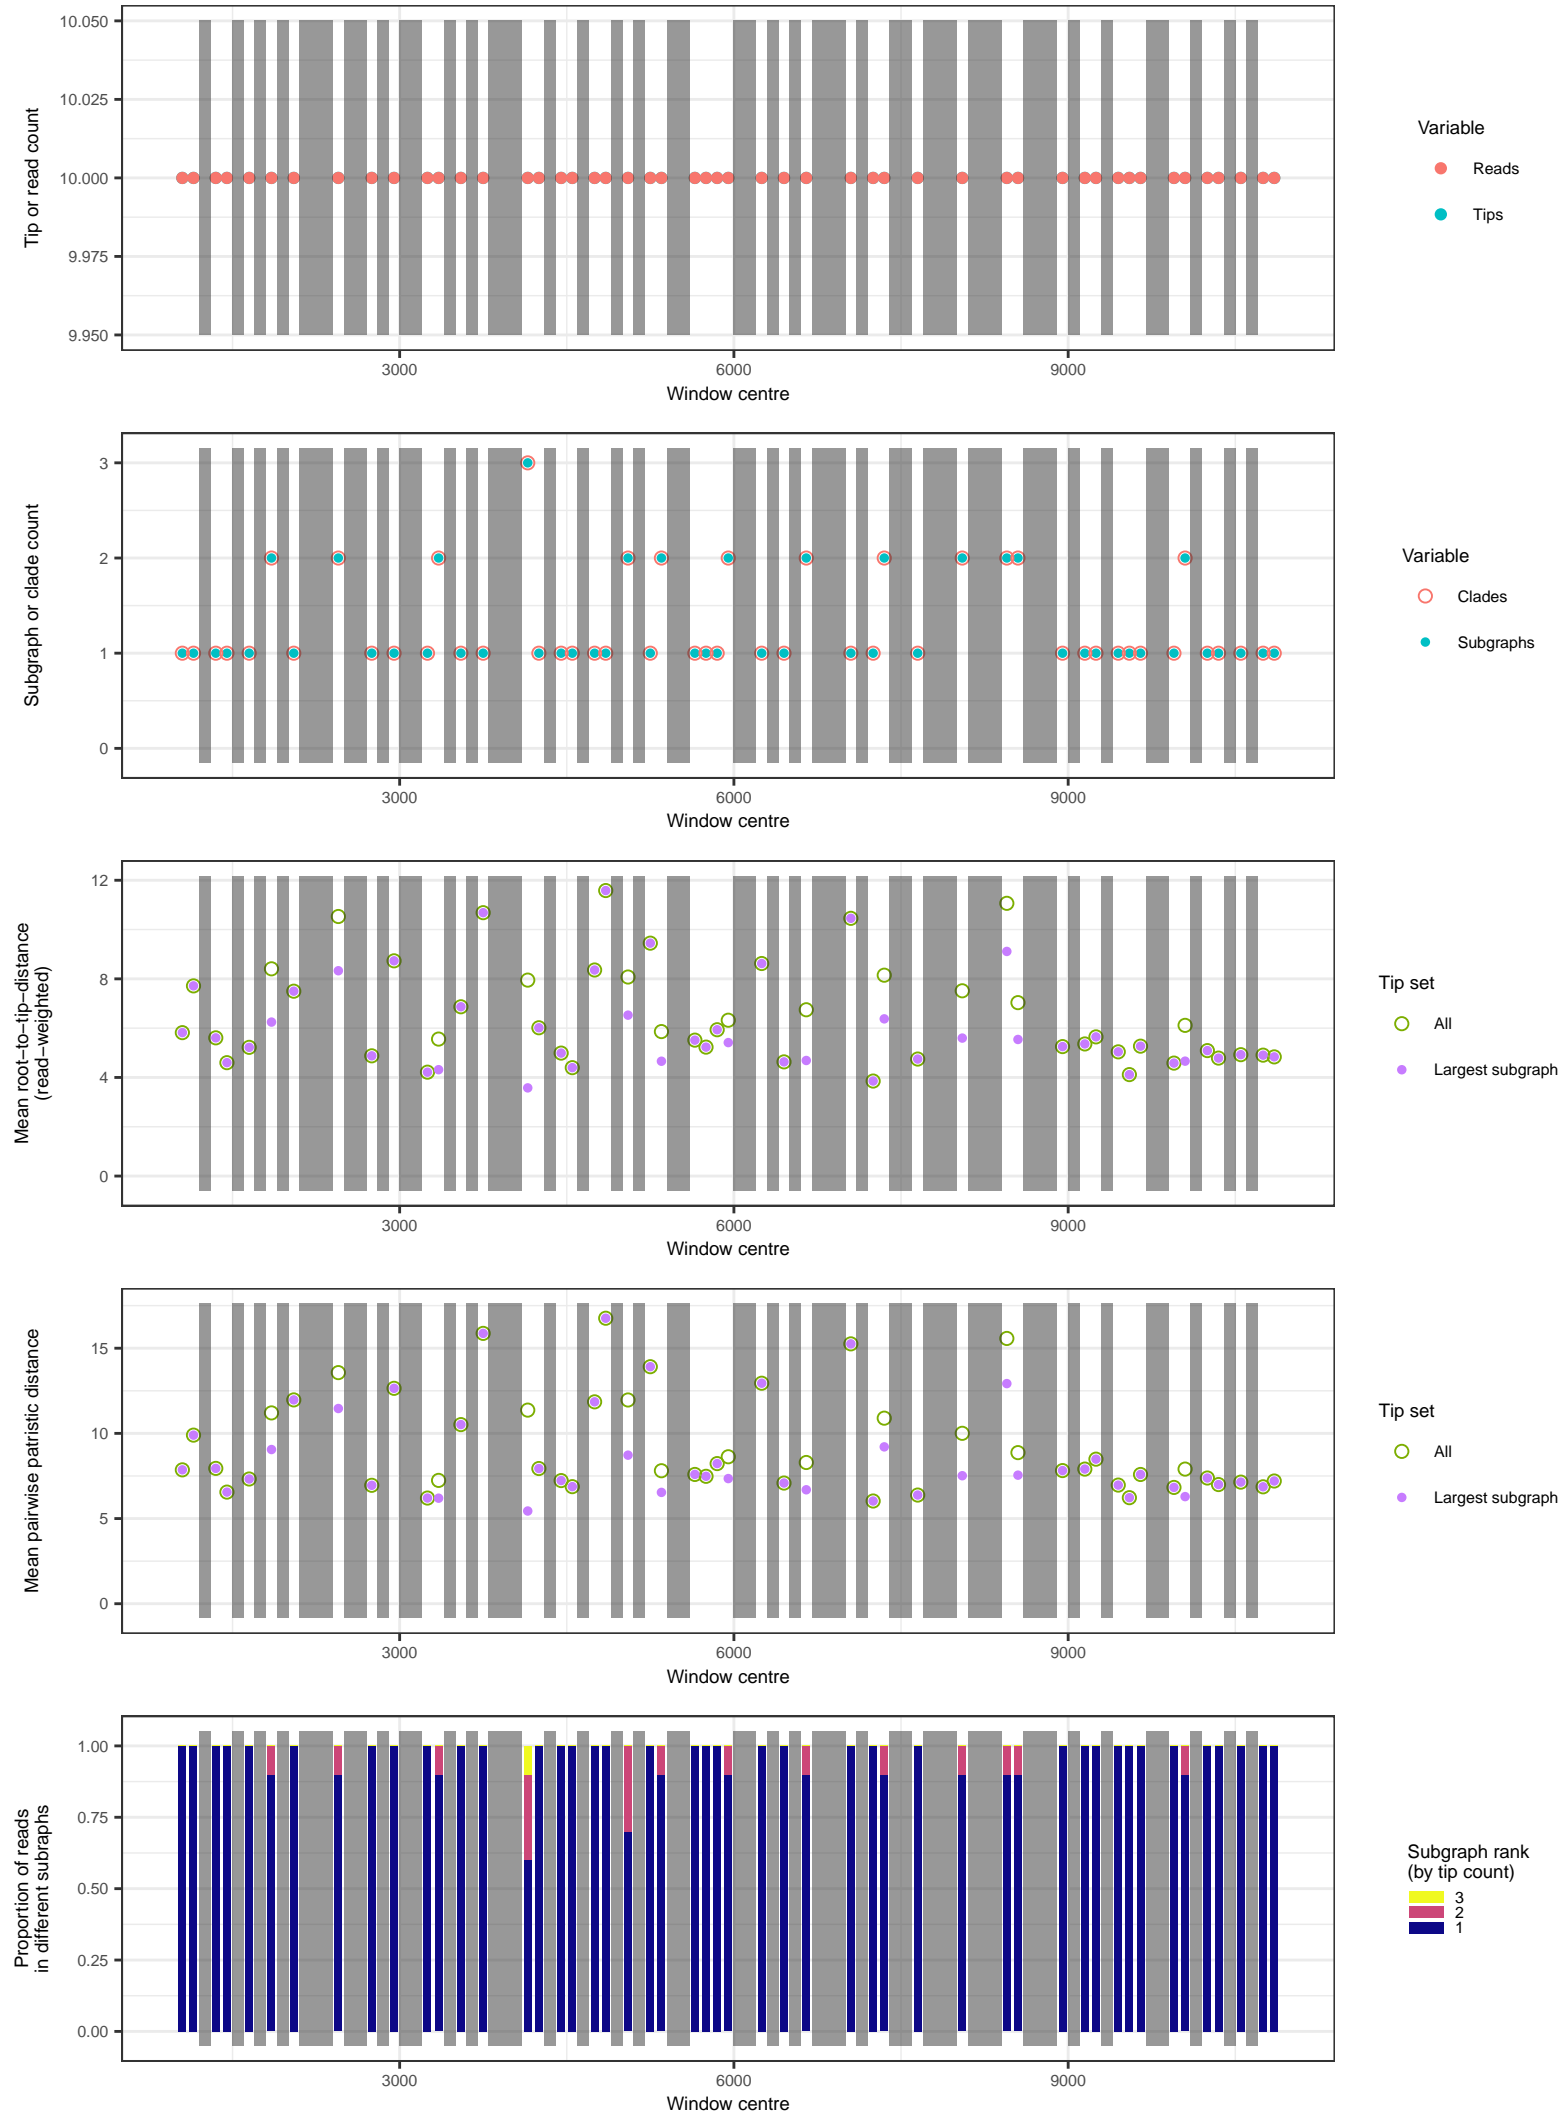 10.050
10.025
10.000
9.975
9.950
Tip or read count
3000
6000
9000
Window centre
Variable
Reads
Tips
3
2
1
0
Subgraph or clade count
3000
6000
9000
Window centre
Variable
Clades
Subgraphs
12
8
4
0
Mean root−to−tip−distance
(read−weighted)
3000
6000
9000
Window centre
Tip set
All
Largest subgraph
15
10
5
0
Mean pairwise patristic distance
3000
6000
9000
Window centre
Tip set
All
Largest subgraph
1.00
0.75
0.50
0.25
0.00
Proportion of reads
in different subraphs
3000
6000
9000
Window centre
Subgraph rank
(by tip count)
3
2
1